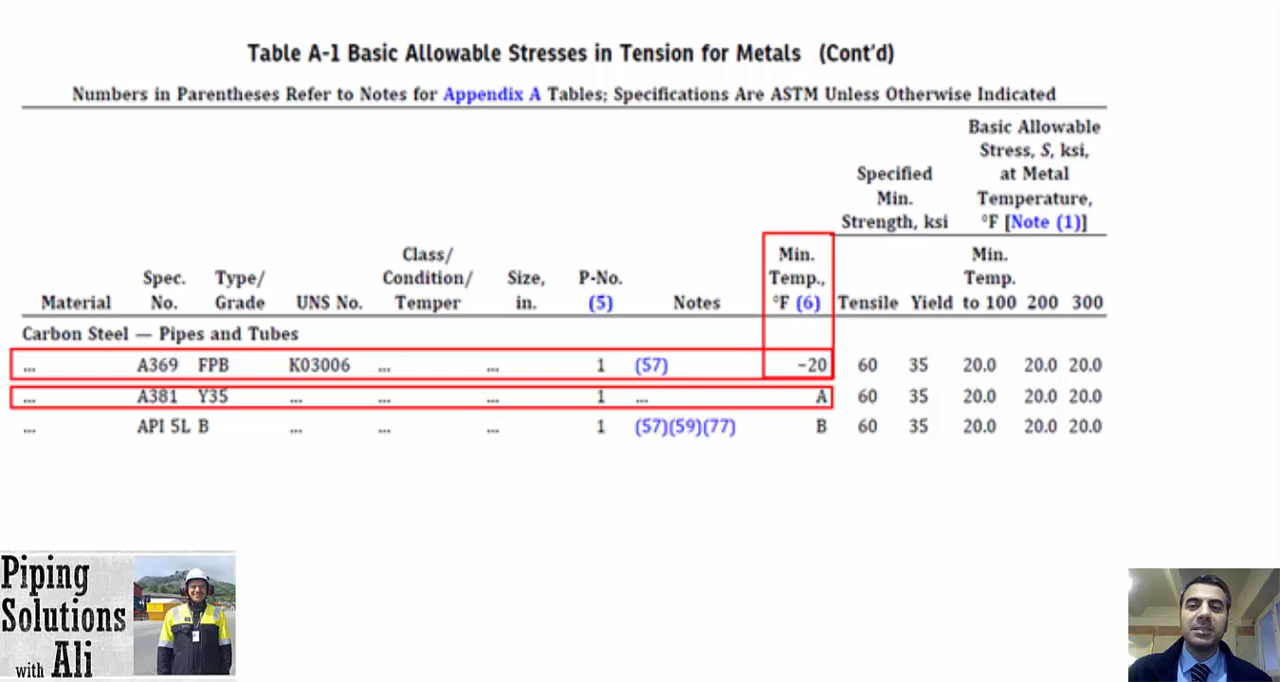 Table A-1 Basic Allowable Stresses in Tension for Metals (Cont'd)
Numbers in Parentheses Refer to Notes for Appendix A Tables; Specifications Are ASTM Unless Otherwise Indicated
Basic Allowable
Stress, S, ksi,
Specified at Metal
Min. Temperature,
Strength, ksi °F [Note (1)]
Class/ Min. Min.
Spec. Type/ Condition/ Size, P-No. Temp., Temp.
Material No. Grade UNS No. Temper in. (5) Notes °F (6) Tensile Yield to 100 200 300
Carbon Steel — Pipes and Tubes
... A369 FPB K03006 ... ... 1 (57) −20 60 35 20.0 20.0 20.0
... A381 Y35 ... ... ... 1 ... A 60 35 20.0 20.0 20.0
... API 5L B ... ... ... 1 (57)(59)(77) B 60 35 20.0 20.0 20.0
Piping
Solutions
with Ali